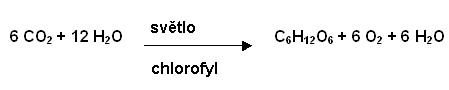 6 CO₂ + 12 H₂O
světlo
chlorofyl
C₆H₁₂O₆ + 6 O₂ + 6 H₂O